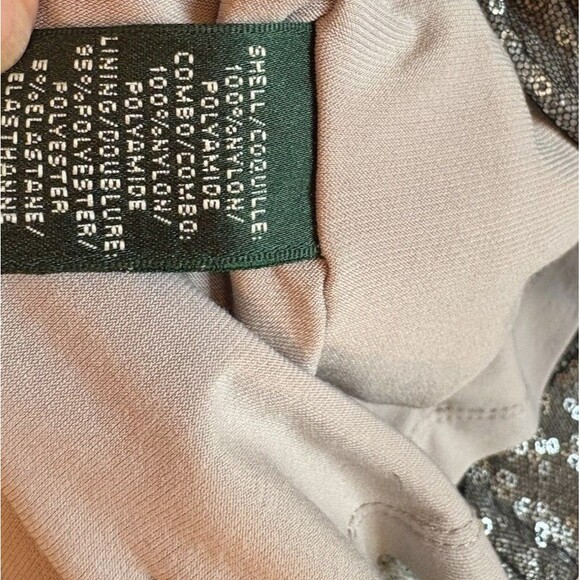 SHELL/COQUILLE:
100%NYLON/
POLYAMIDE
COMBO/COMBO:
100%NYLON/
POLYAMIDE
LINING/DOUBLURE:
95%POLYESTER/
POLYESTER
5%ELASTANE/
ELASTHANNE